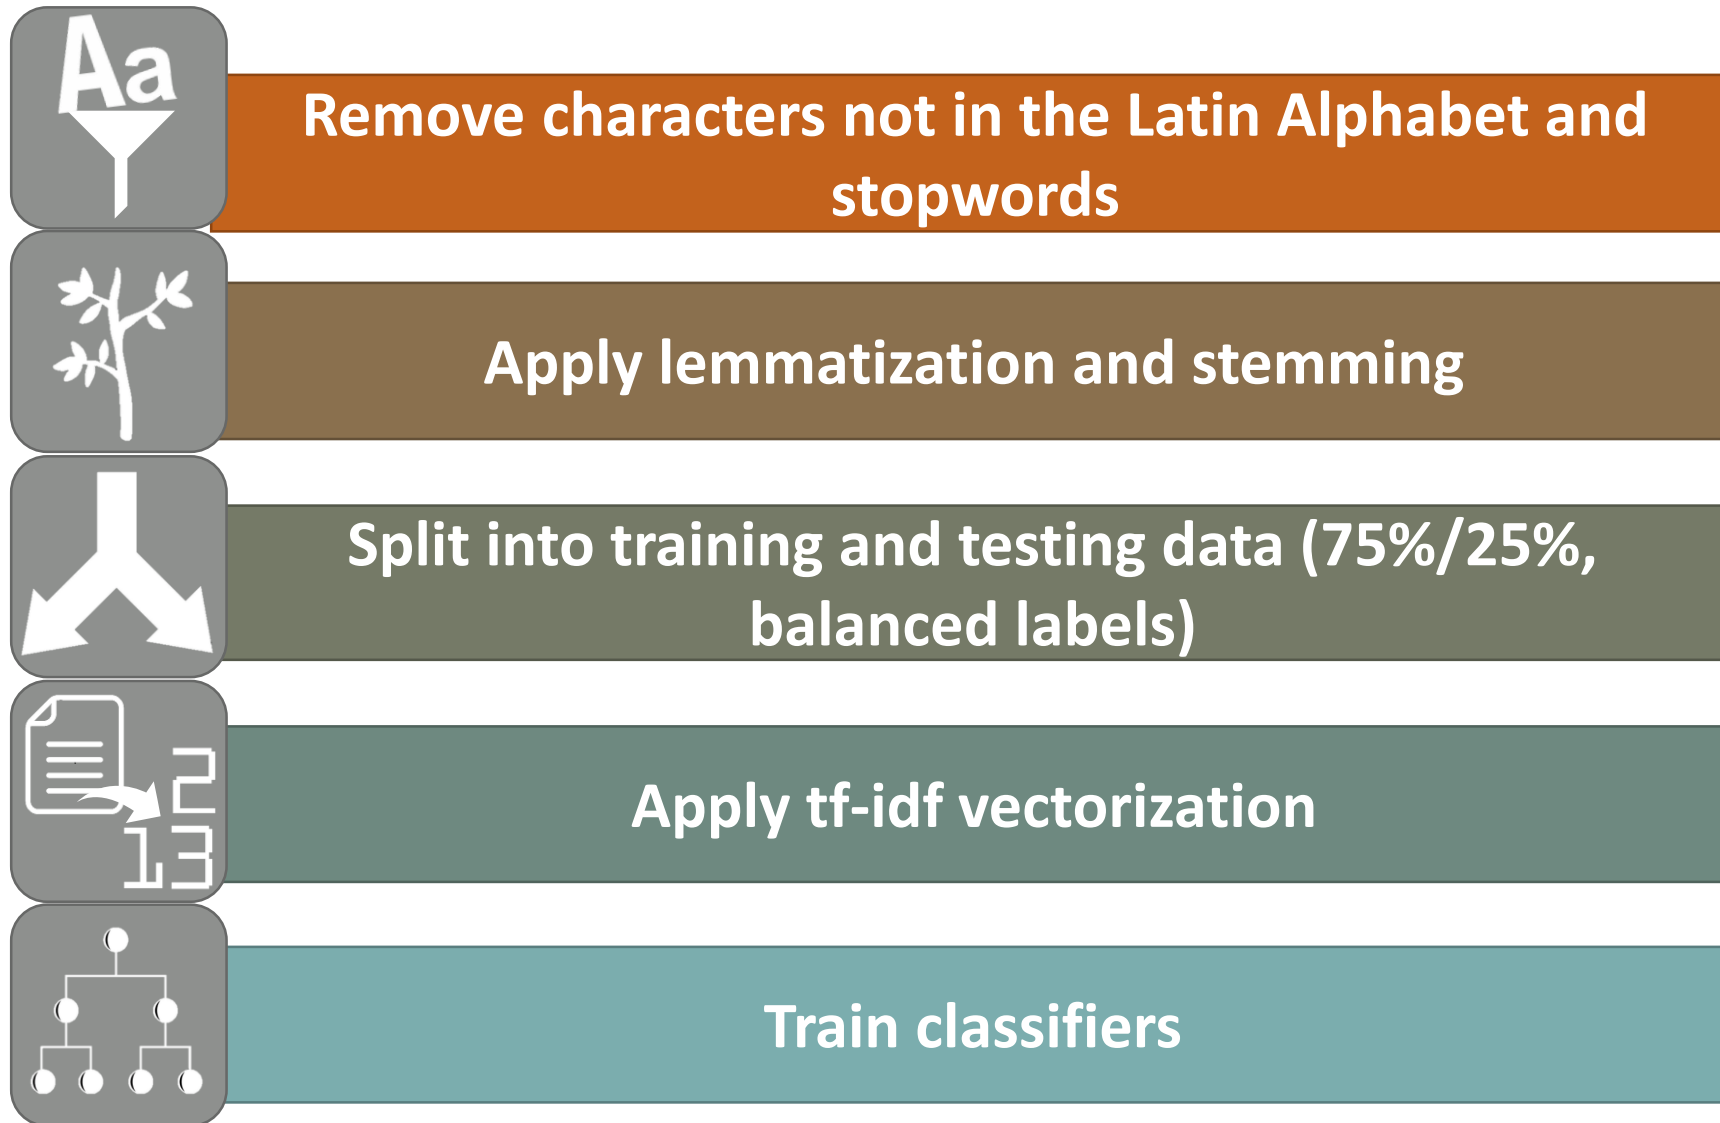 Aa
Remove characters not in the Latin Alphabet and
stopwords
Apply lemmatization and stemming
Split into training and testing data (75%/25%,
balanced labels)
2
13
Apply tf-idf vectorization
Train classifiers